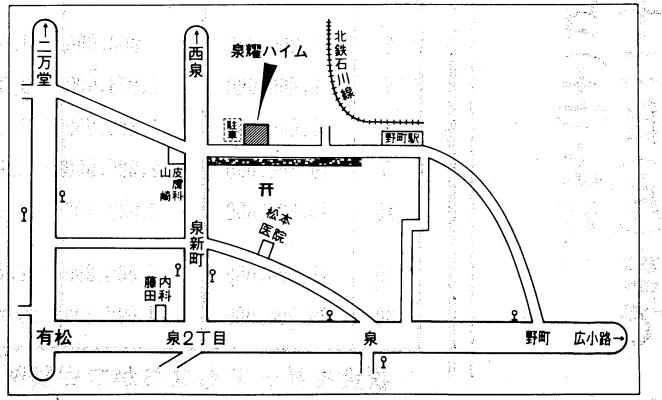 ↑二万堂
↑西泉
泉耀ハイム
北鉄石川線
駐車
野町駅
山崎皮膚科
松本医院
泉新町
藤田内科
有松
泉2丁目
泉
野町
広小路→